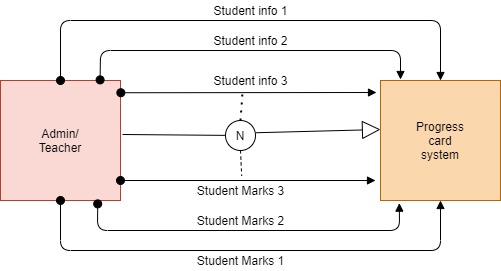 Student info 1
Student info 2
Student info 3
Admin/
Teacher
N
Progress
card
system
Student Marks 3
Student Marks 2
Student Marks 1